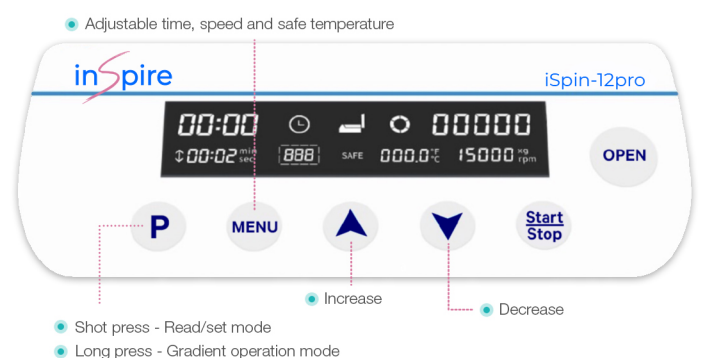 Adjustable time, speed and safe temperature
inspire
iSpin-12pro
00:00 00000
00:02 min sec 888 SAFE 000.0 °F °C 15000 xg rpm
OPEN
P MENU Start Stop
Increase
Decrease
Shot press - Read/set mode
Long press - Gradient operation mode